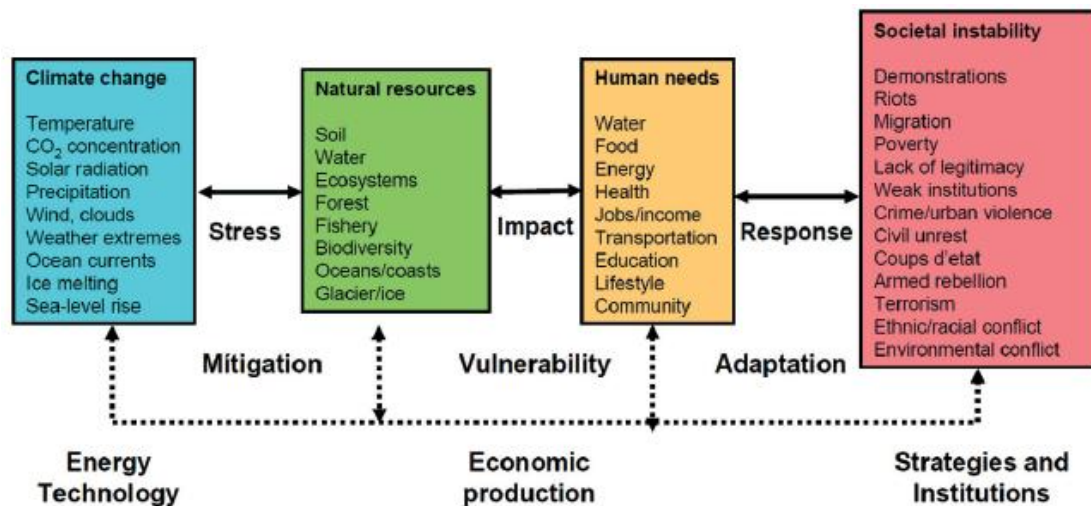 Climate change
Temperature
CO₂ concentration
Solar radiation
Precipitation
Wind, clouds
Weather extremes
Ocean currents
Ice melting
Sea-level rise
Stress
Natural resources
Soil
Water
Ecosystems
Forest
Fishery
Biodiversity
Oceans/coasts
Glacier/ice
Impact
Human needs
Water
Food
Energy
Health
Jobs/income
Transportation
Education
Lifestyle
Community
Response
Societal instability
Demonstrations
Riots
Migration
Poverty
Lack of legitimacy
Weak institutions
Crime/urban violence
Civil unrest
Coups d'etat
Armed rebellion
Terrorism
Ethnic/racial conflict
Environmental conflict
Mitigation
Vulnerability
Adaptation
Energy
Technology
Economic
production
Strategies and
Institutions